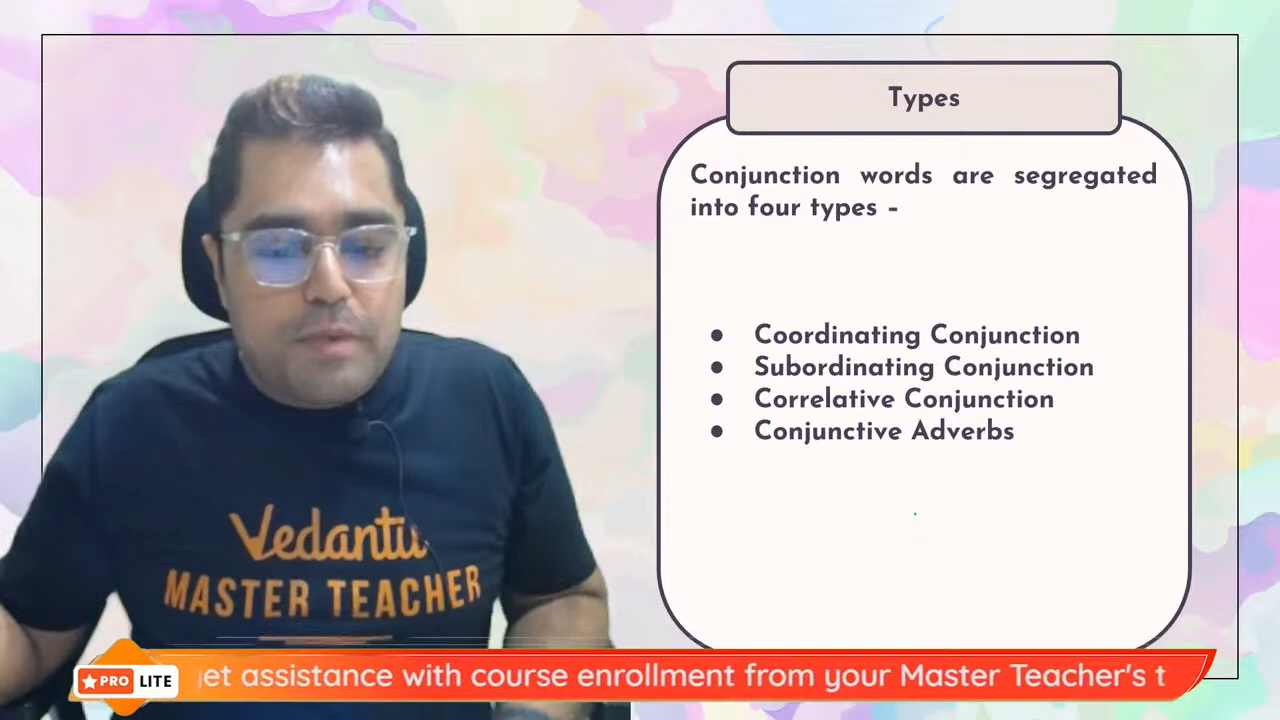 Types
Conjunction words are segregated
into four types –
● Coordinating Conjunction
● Subordinating Conjunction
● Correlative Conjunction
● Conjunctive Adverbs
Vedantu
MASTER TEACHER
PRO LITE
et assistance with course enrollment from your Master Teacher's t